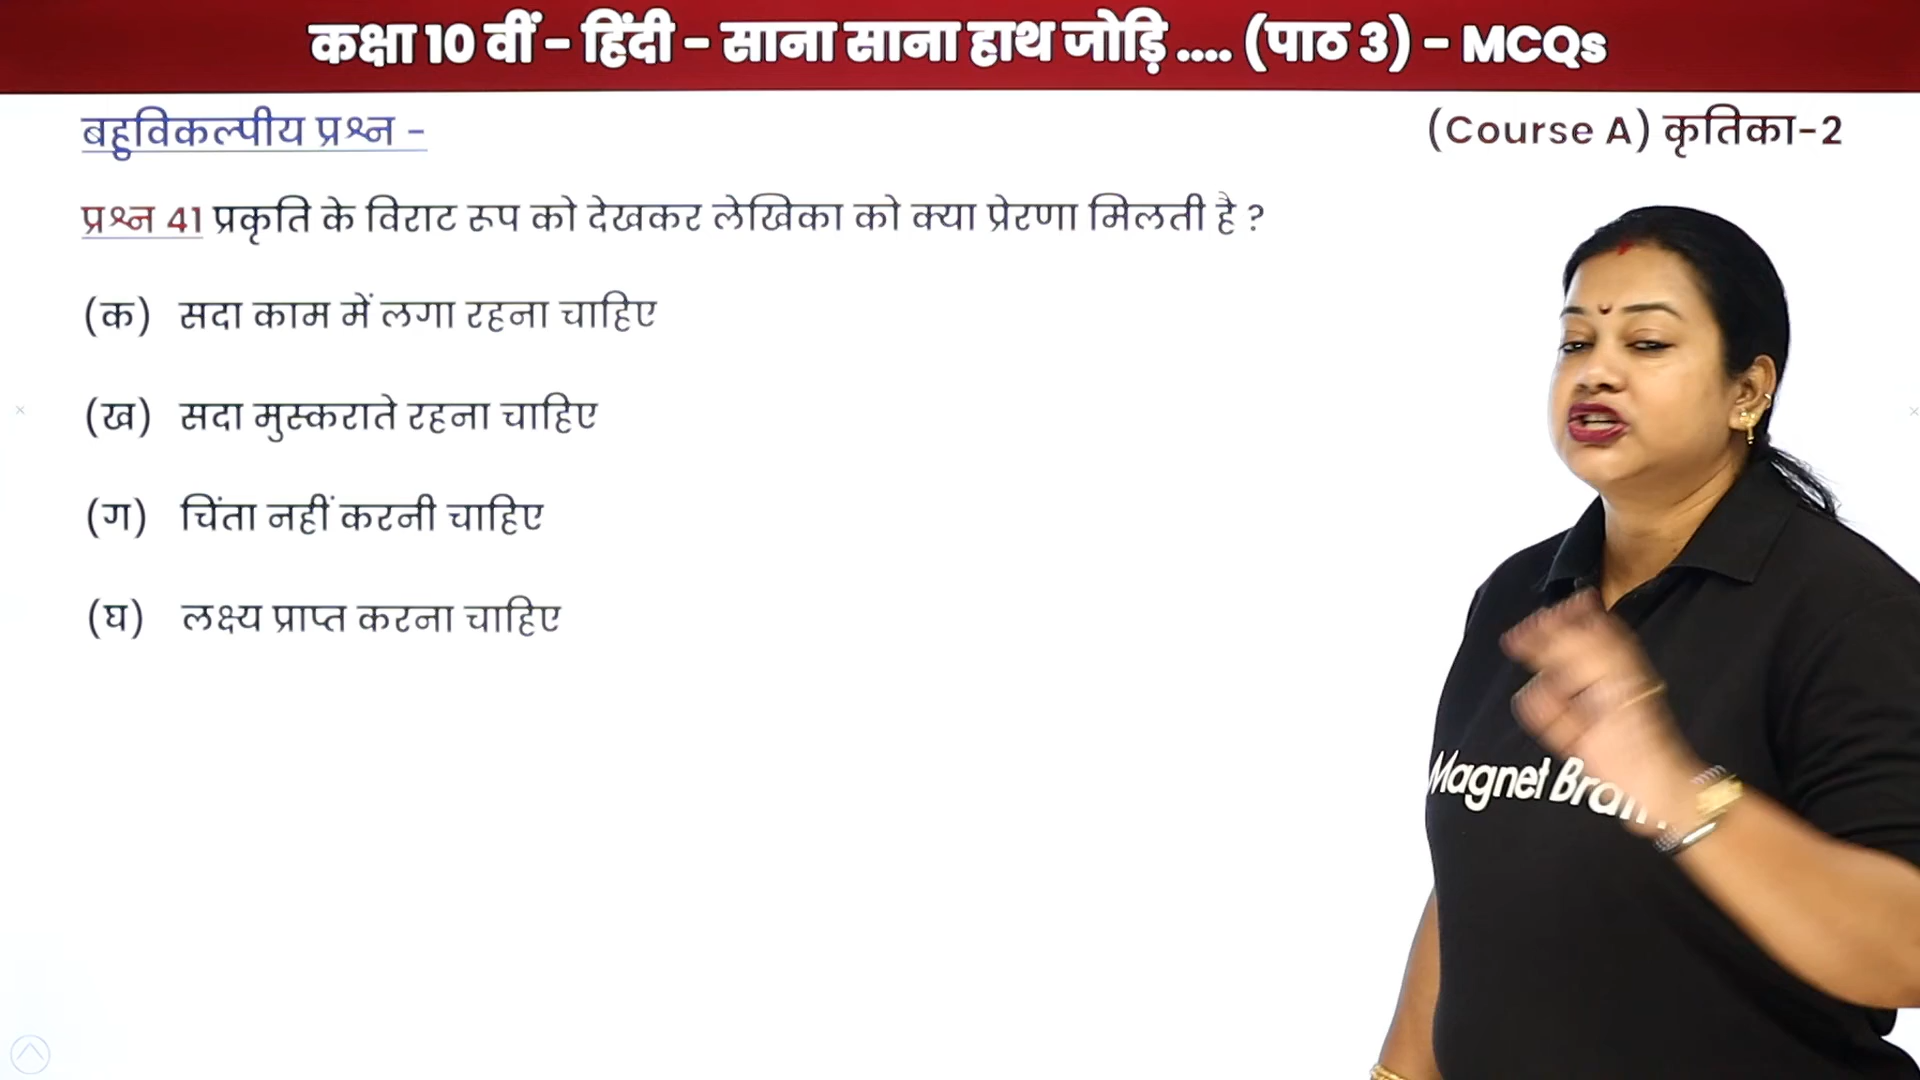 कक्षा 10 वीं - हिंदी - साना साना हाथ जोड़ि .... (पाठ 3) - MCQs
बहुविकल्पीय प्रश्न -
(Course A) कृतिका-2
प्रश्न 41 प्रकृति के विराट रूप को देखकर लेखिका को क्या प्रेरणा मिलती है ?
(क) सदा काम में लगा रहना चाहिए
(ख) सदा मुस्कराते रहना चाहिए
(ग) चिंता नहीं करनी चाहिए
(घ) लक्ष्य प्राप्त करना चाहिए
Magnet Brain